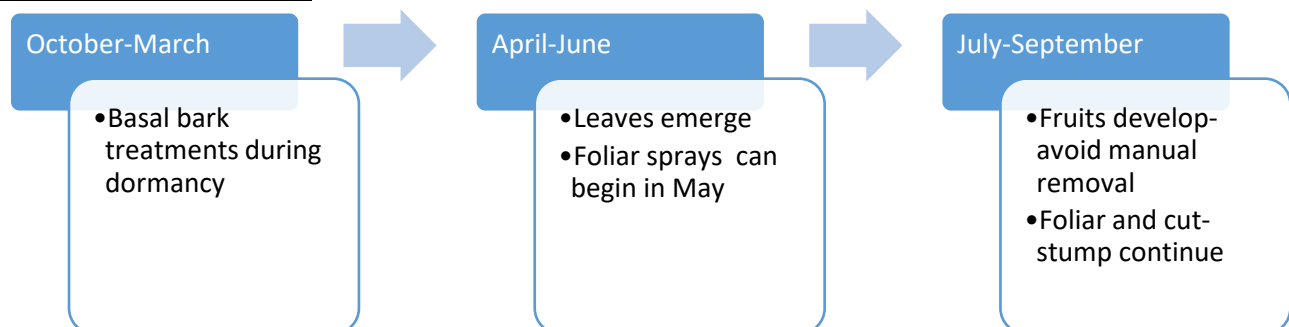 October-March
•Basal bark
treatments during
dormancy
April-June
•Leaves emerge
•Foliar sprays  can
begin in May
July-September
•Fruits develop-
avoid manual
removal
•Foliar and cut-
stump continue